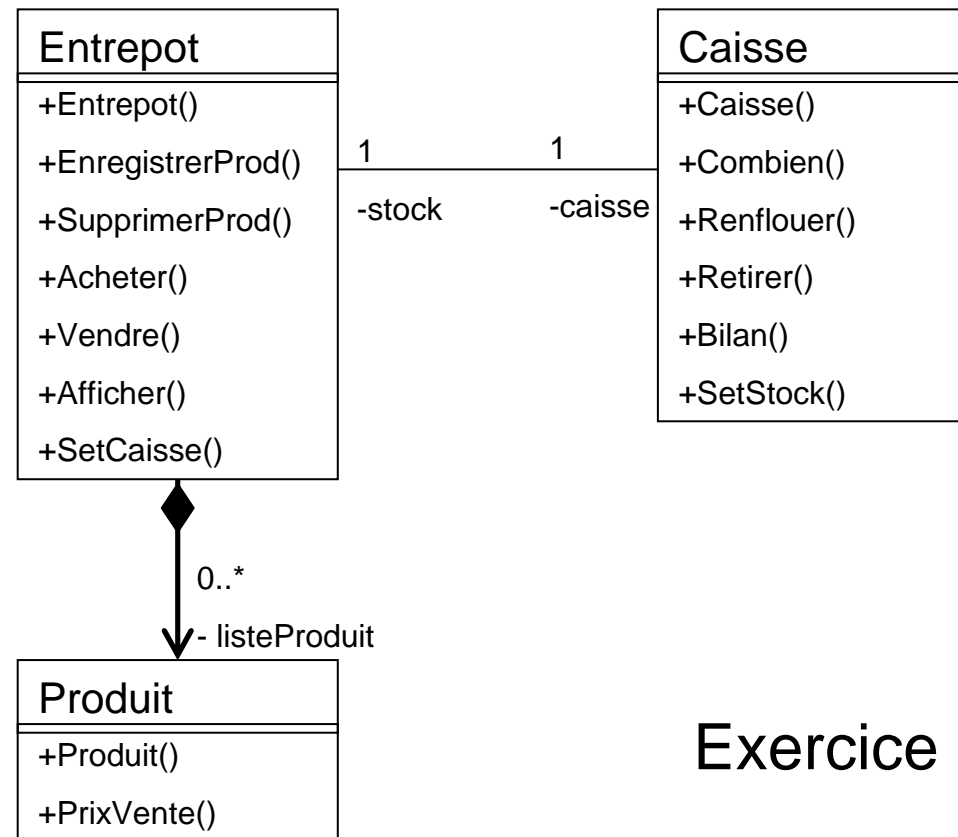 Entrepot
+Entrepot()
+EnregistrerProd()
+SupprimerProd()
+Acheter()
+Vendre()
+Afficher()
+SetCaisse()
1
1
-stock
-caisse
Caisse
+Caisse()
+Combien()
+Renflouer()
+Retirer()
+Bilan()
+SetStock()
0..*
- listeProduit
Produit
+Produit()
+PrixVente()
Exercice